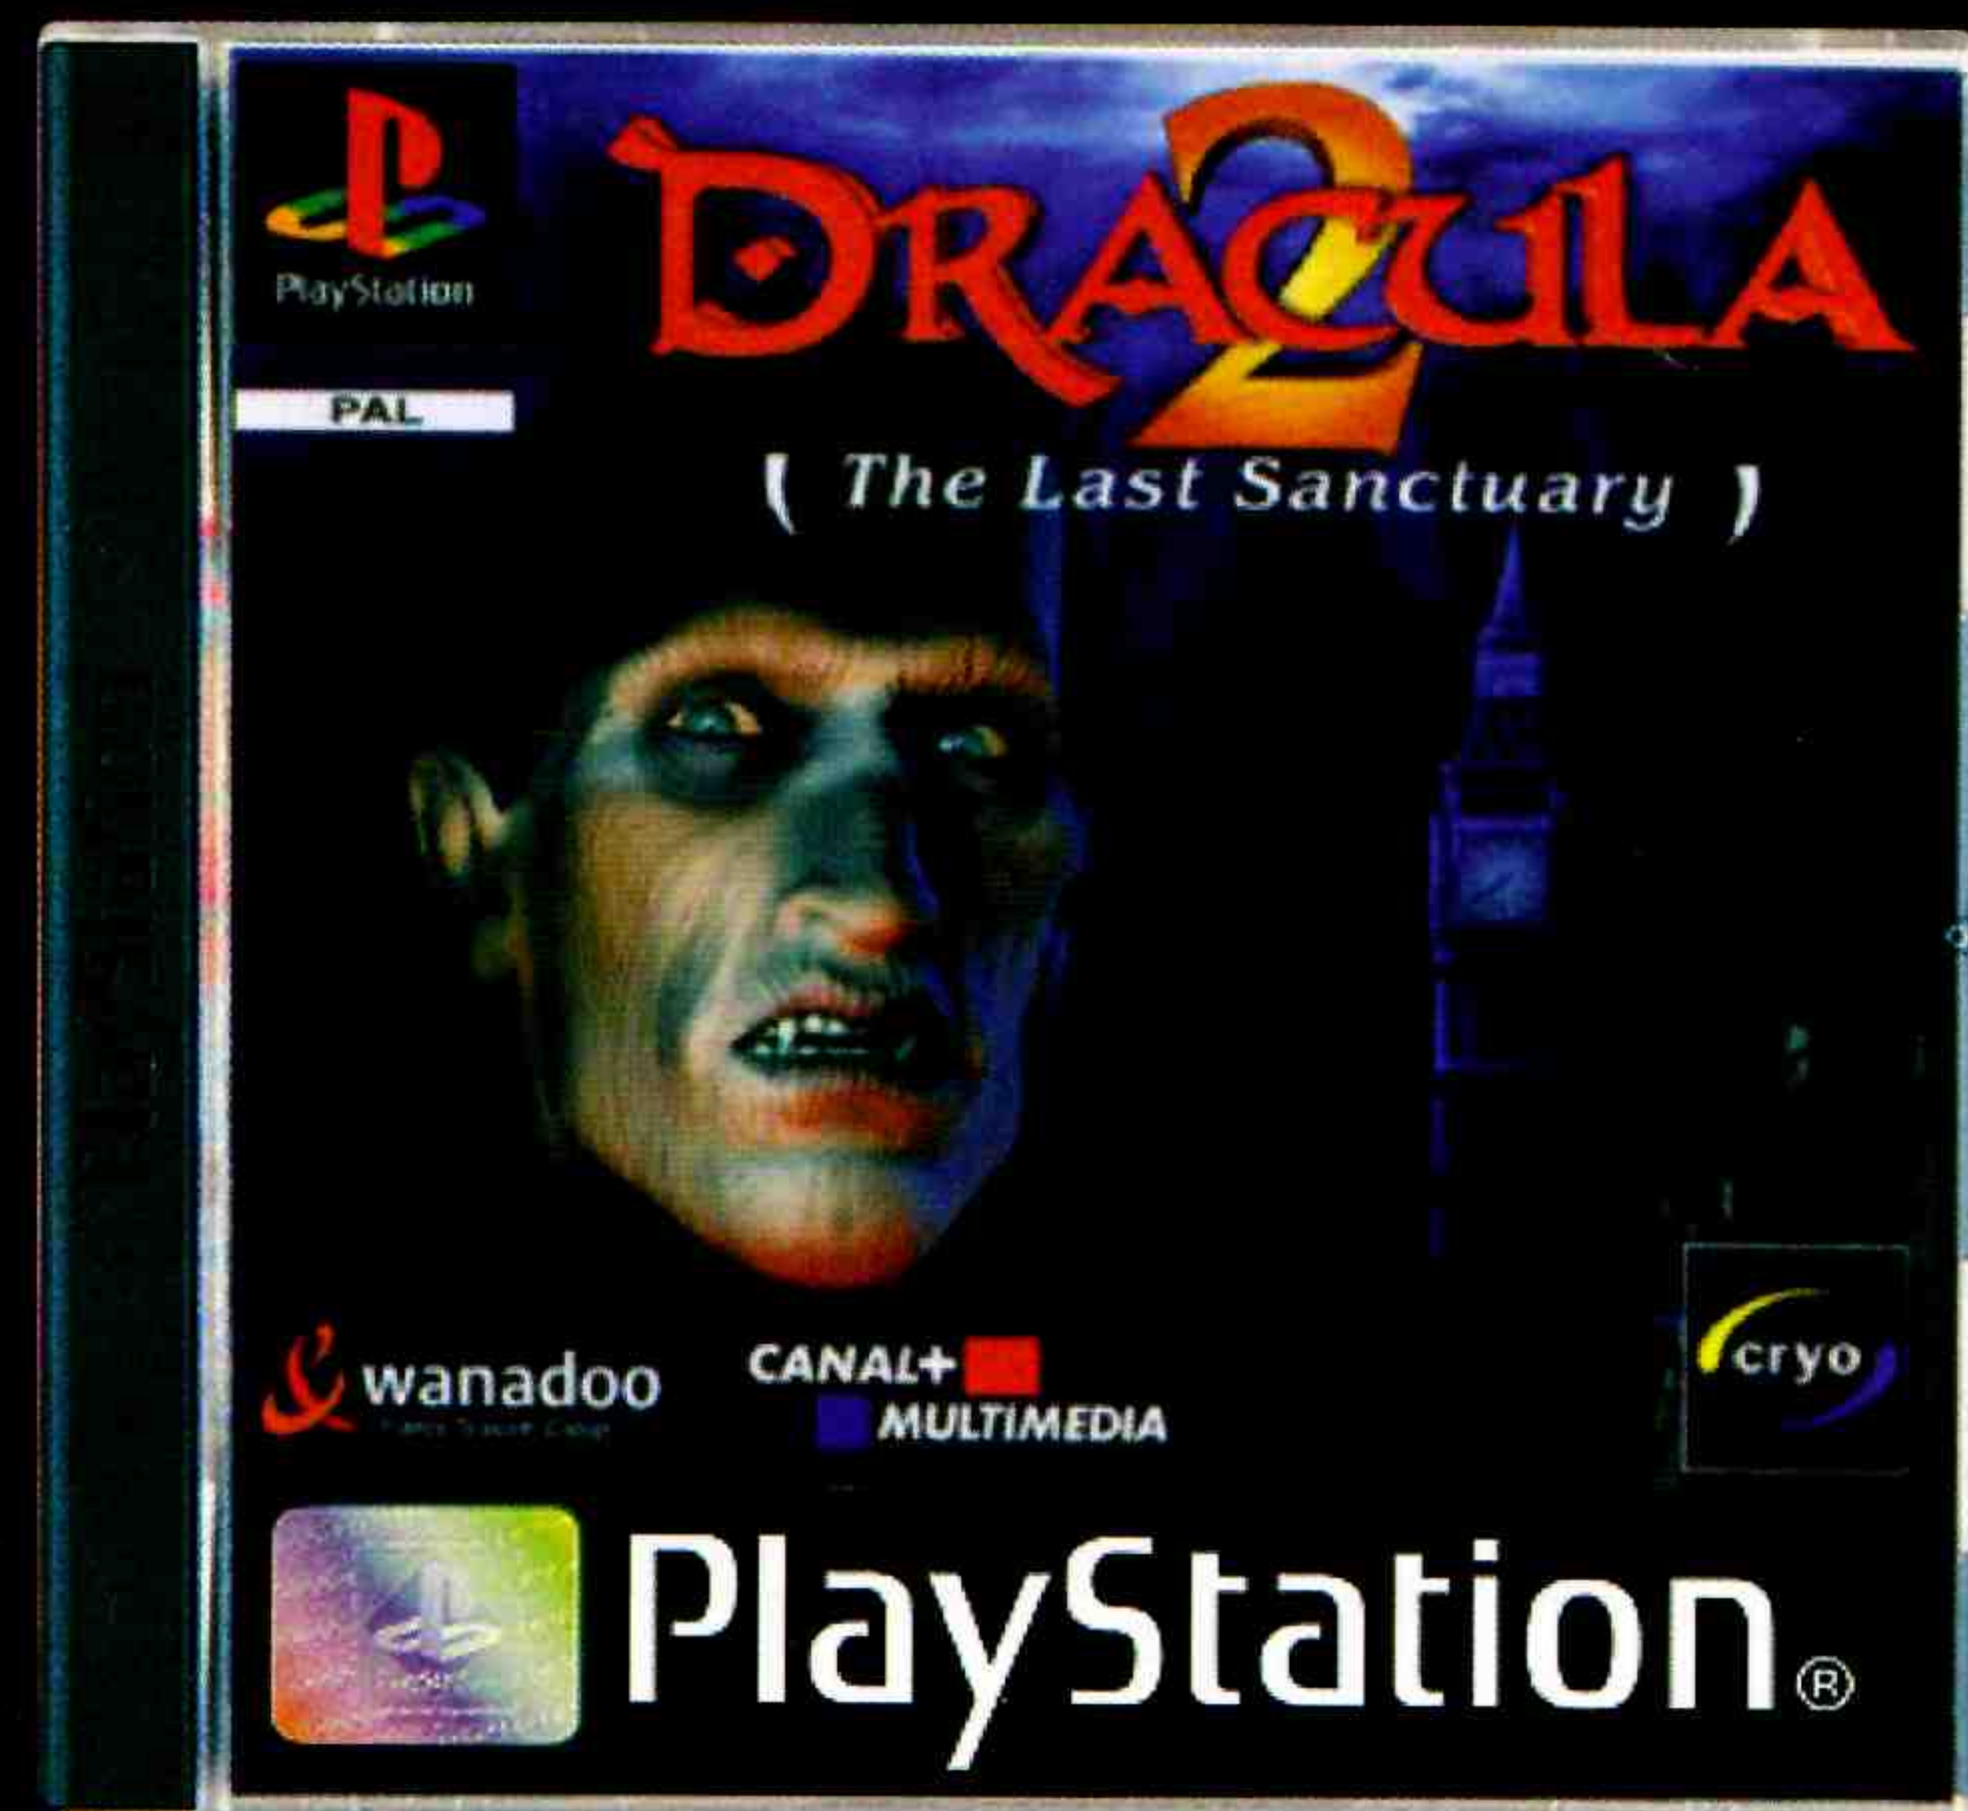 PlayStation
DRACULA 2
PAL
( The Last Sanctuary )
wanadoo
CANAL+
MULTIMEDIA
cryo
PlayStation®